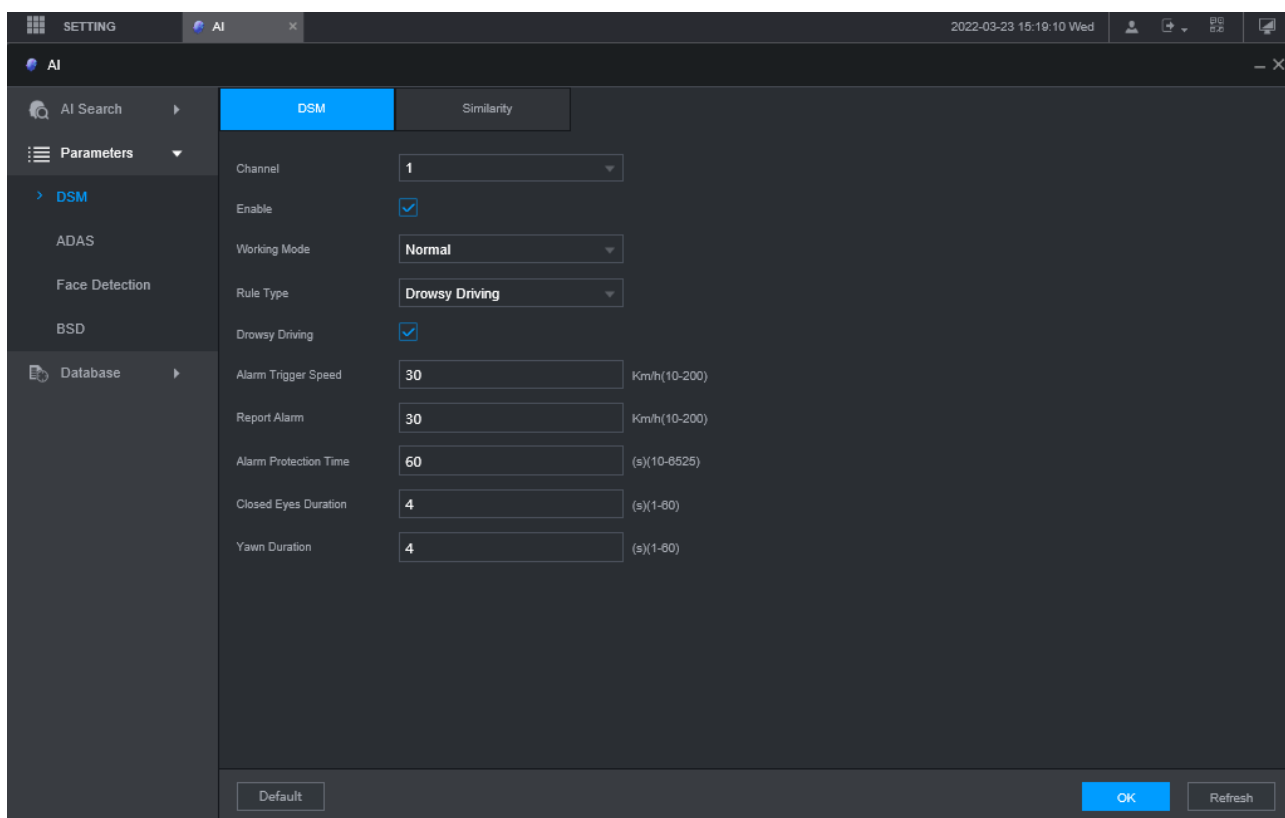 SETTING AI × 2022-03-23 15:19:10 Wed
AI
AI Search
Parameters
DSM
ADAS
Face Detection
BSD
Database
DSM Similarity
Channel 1
Enable
Working Mode Normal
Rule Type Drowsy Driving
Drowsy Driving
Alarm Trigger Speed 30 Km/h(10-200)
Report Alarm 30 Km/h(10-200)
Alarm Protection Time 60 (s)(10-6525)
Closed Eyes Duration 4 (s)(1-60)
Yawn Duration 4 (s)(1-60)
Default OK Refresh